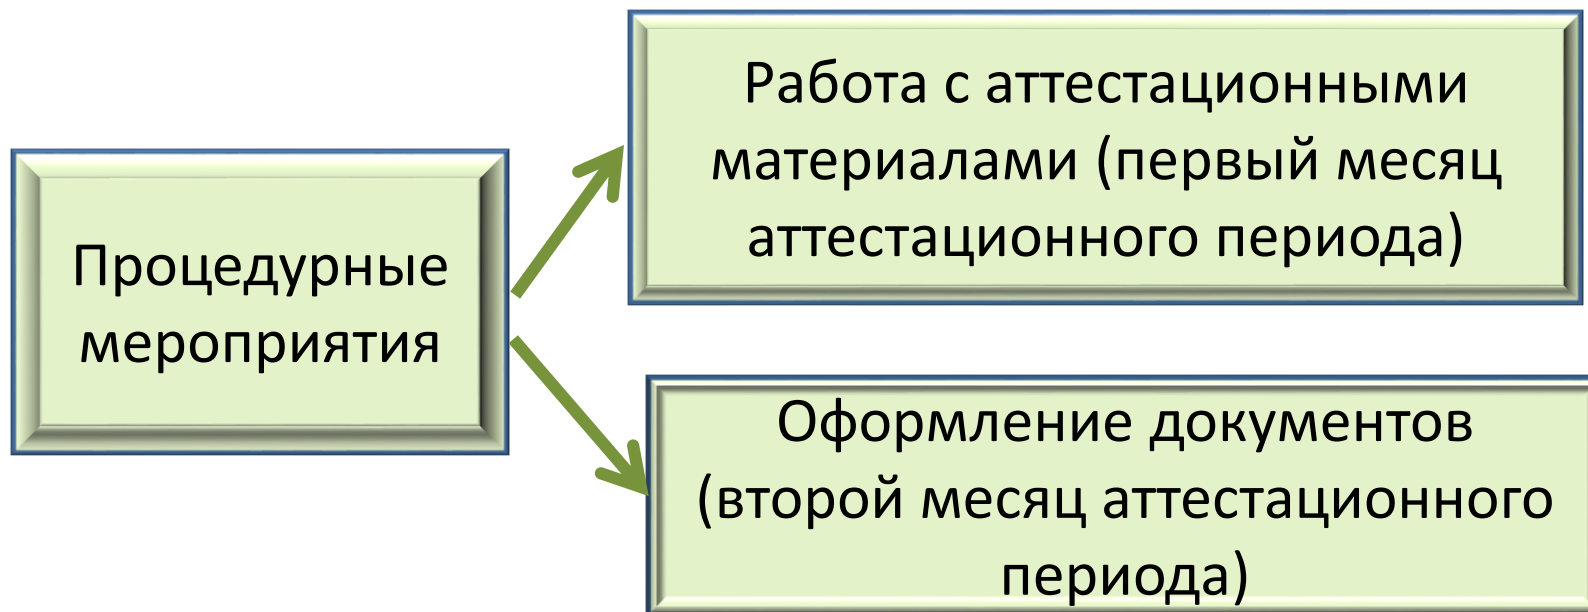 Процедурные
мероприятия
Работа с аттестационными
материалами (первый месяц
аттестационного периода)
Оформление документов
(второй месяц аттестационного
периода)